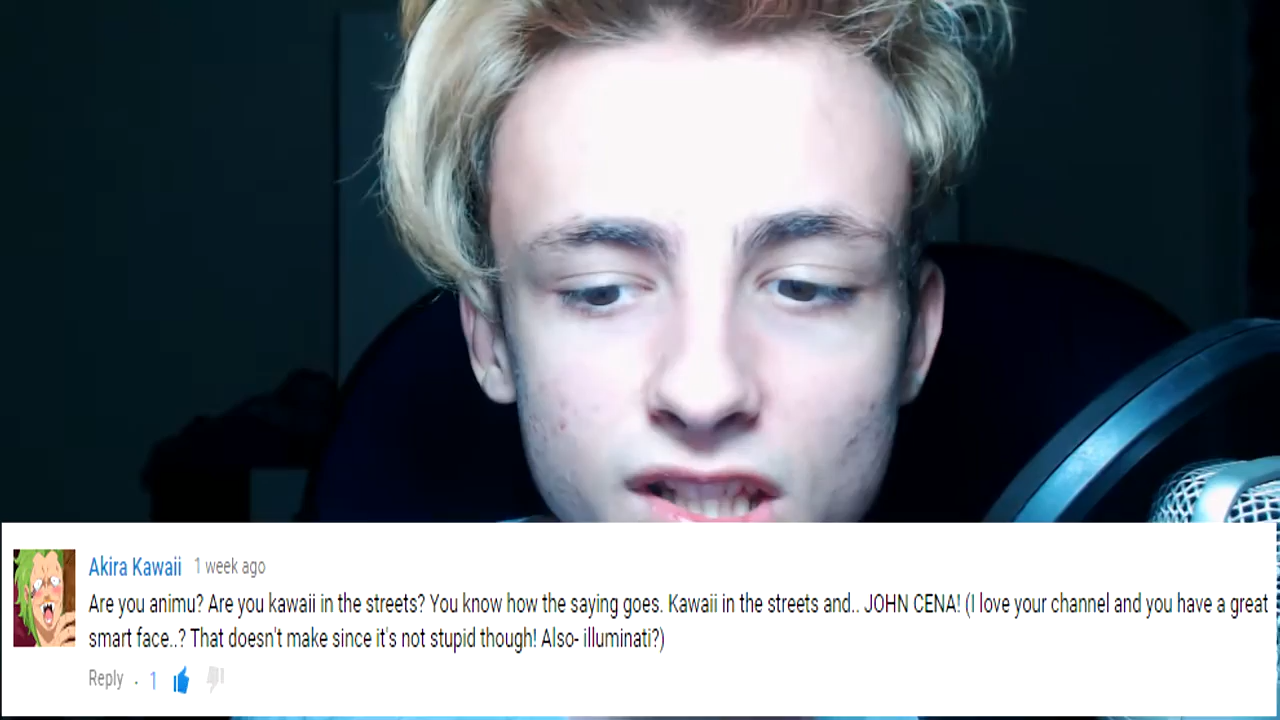 Akira Kawaii 1 week ago
Are you animu? Are you kawaii in the streets? You know how the saying goes. Kawaii in the streets and.. JOHN CENA! (I love your channel and you have a great
smart face..? That doesn't make since it's not stupid though! Also- illuminati?)
Reply . 1